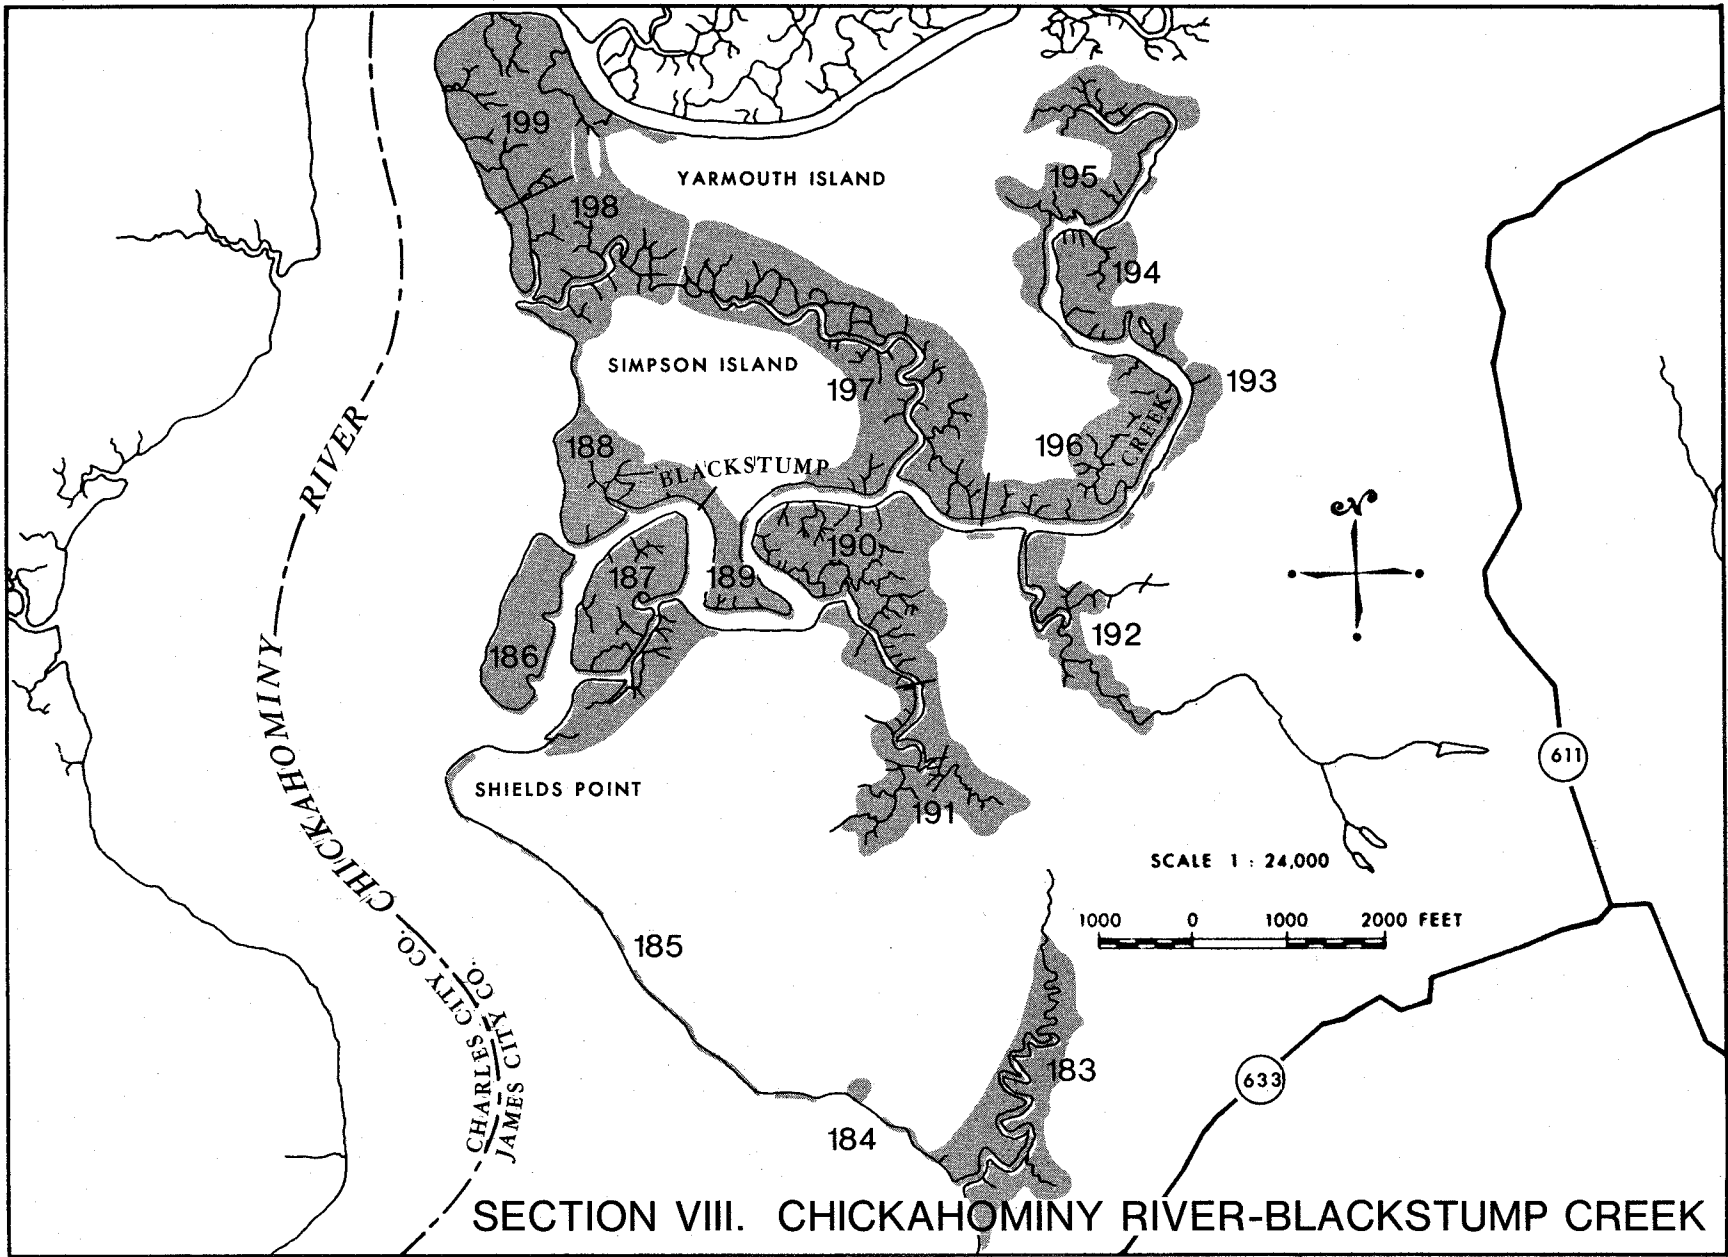 199
YARMOUTH ISLAND
195
198
194
SIMPSON ISLAND
197
193
RIVER
188
BLACKSTUMP
196
CREEK
N
190
187
189
186
192
CHICKAHOMINY
611
SHIELDS POINT
191
SCALE 1 : 24,000
1000 0 1000 2000 FEET
185
CHARLES CITY CO.
JAMES CITY CO.
183
633
184
SECTION VIII. CHICKAHOMINY RIVER-BLACKSTUMP CREEK